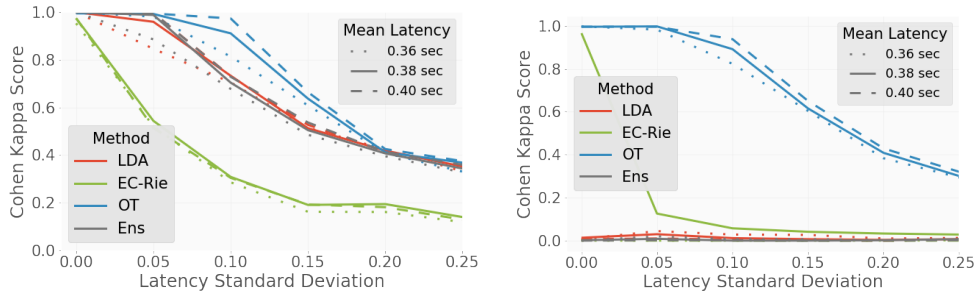 Cohen Kappa Score
1.0
0.8
0.6
0.4
0.2
0.0
Mean Latency
0.36 sec
0.38 sec
0.40 sec
Method
LDA
EC-Rie
OT
Ens
0.00 0.05 0.10 0.15 0.20 0.25
Latency Standard Deviation
Cohen Kappa Score
1.0
0.8
0.6
0.4
0.2
0.0
Mean Latency
0.36 sec
0.38 sec
0.40 sec
Method
LDA
EC-Rie
OT
Ens
0.00 0.05 0.10 0.15 0.20 0.25
Latency Standard Deviation